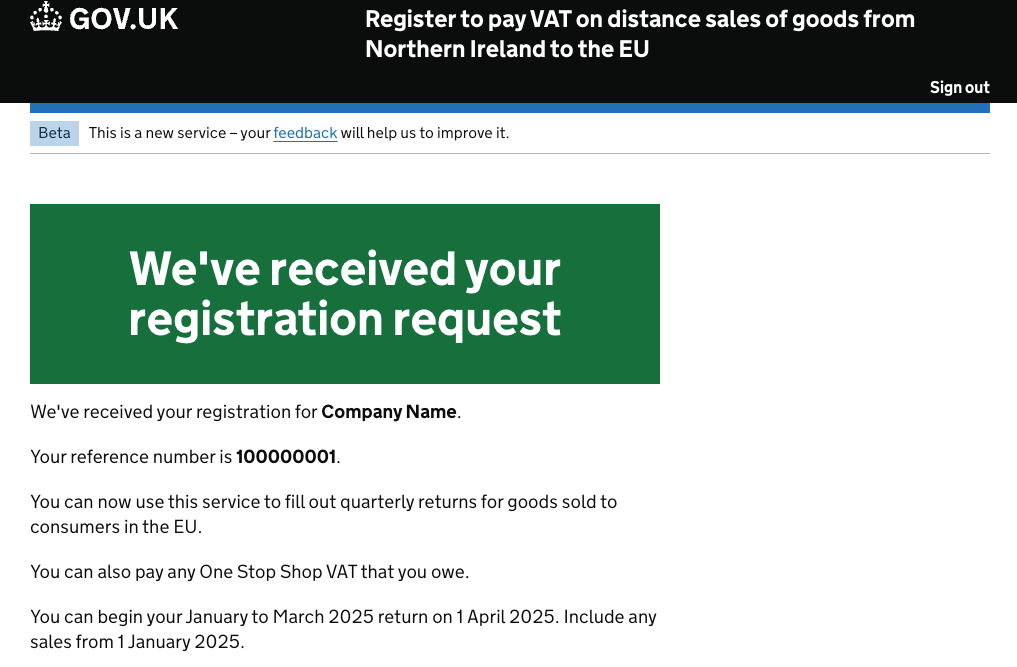 GOV.UK
Register to pay VAT on distance sales of goods from
Northern Ireland to the EU
Sign out
Beta This is a new service – your feedback will help us to improve it.
We've received your
registration request
We've received your registration for Company Name.
Your reference number is 100000001.
You can now use this service to fill out quarterly returns for goods sold to
consumers in the EU.
You can also pay any One Stop Shop VAT that you owe.
You can begin your January to March 2025 return on 1 April 2025. Include any
sales from 1 January 2025.